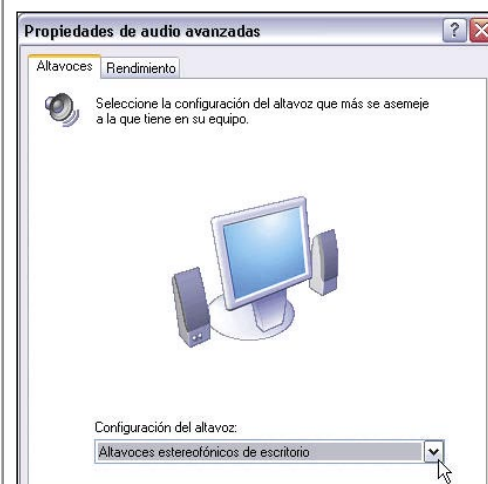 Propiedades de audio avanzadas
Altavoces Rendimiento
Seleccione la configuración del altavoz que más se asemeje
a la que tiene en su equipo.
Configuración del altavoz:
Altavoces estereofónicos de escritorio